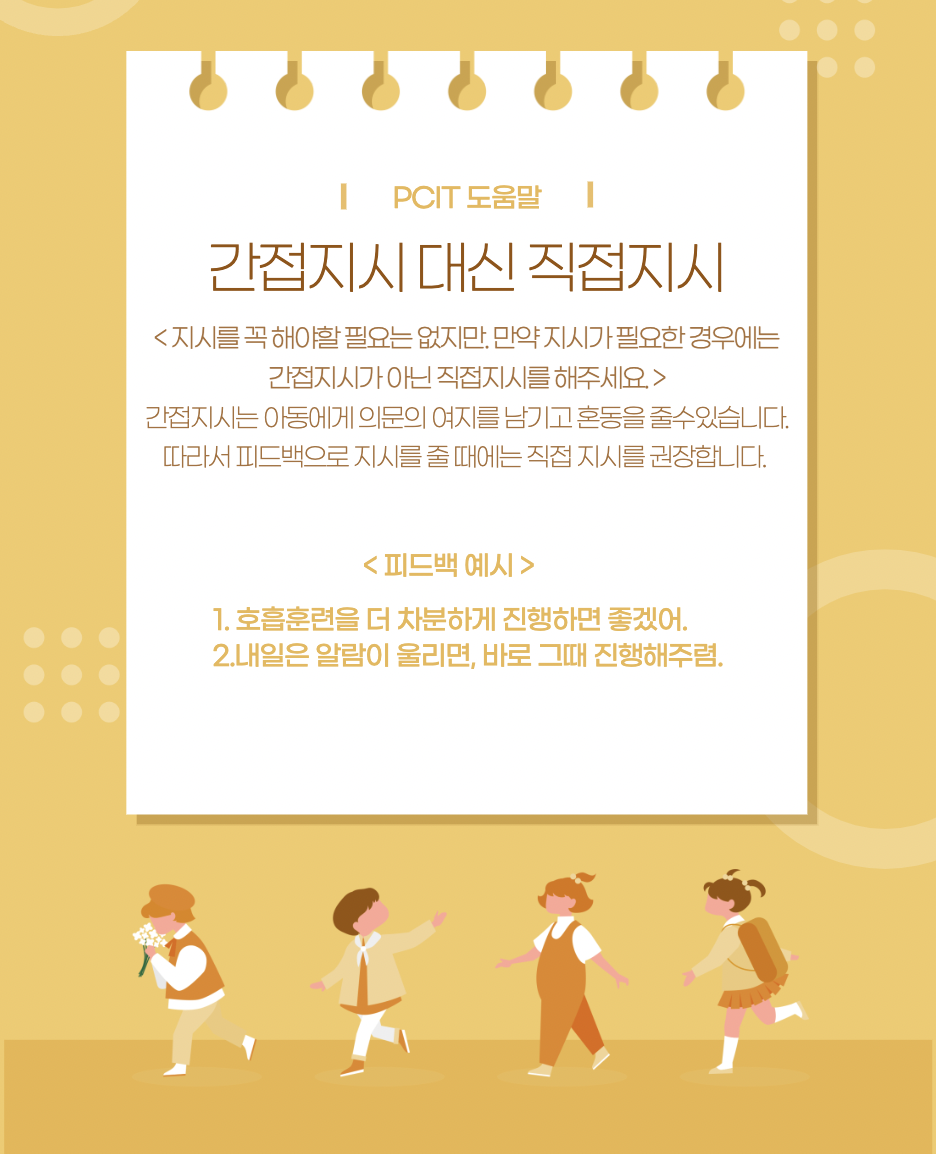 PCIT 도움말
간접지시 대신 직접지시
< 지시를 꼭 해야할 필요는 없지만, 만약 지시가 필요한 경우에는
간접지시가 아닌 직접지시를 해주세요. >
간접지시는 아동에게 의문의 여지를 남기고 혼동을 줄수있습니다.
따라서 피드백으로 지시를 줄 때에는 직접 지시를 권장합니다.
< 피드백 예시 >
1. 호흡훈련을 더 차분하게 진행하면 좋겠어.
2.내일은 알람이 울리면, 바로 그때 진행해주렴.